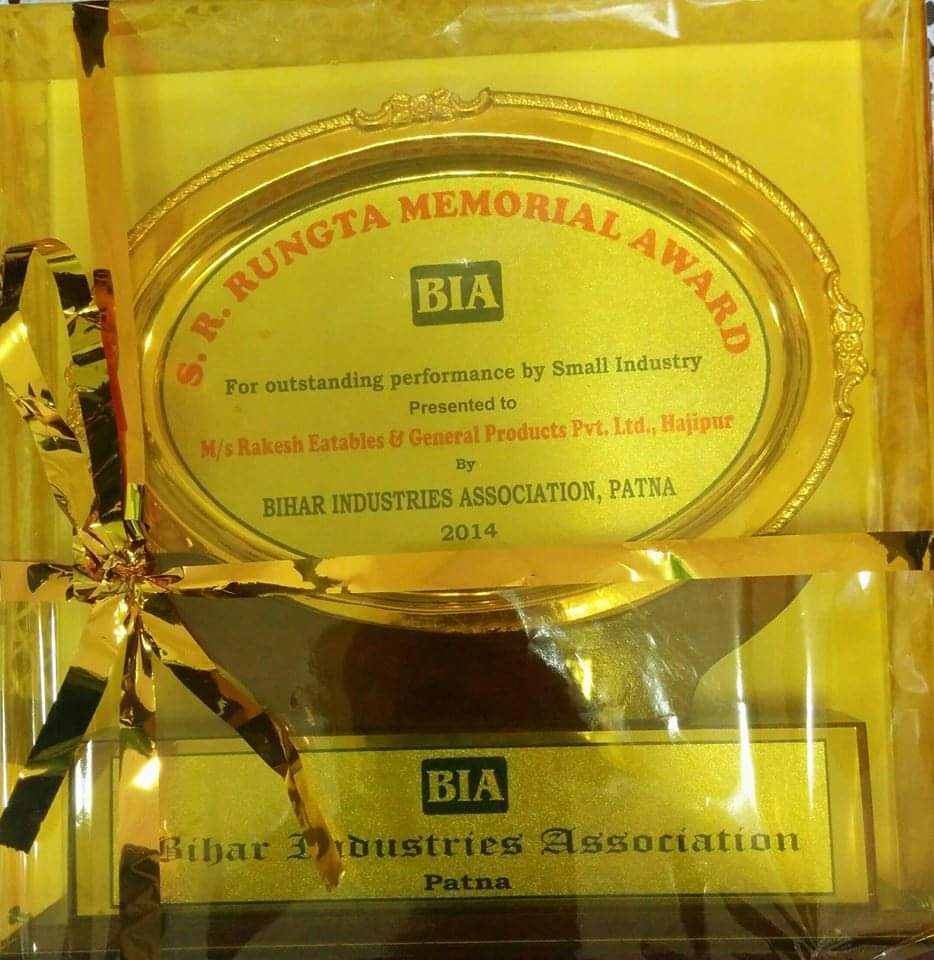 S. R. RUNGTA MEMORIAL AWARD
BIA
For outstanding performance by Small Industry
Presented to
M/s Rakesh Eatables & General Products Pvt. Ltd., Hajipur
By
BIHAR INDUSTRIES ASSOCIATION, PATNA
2014
BIA
Bihar Industries Association
Patna